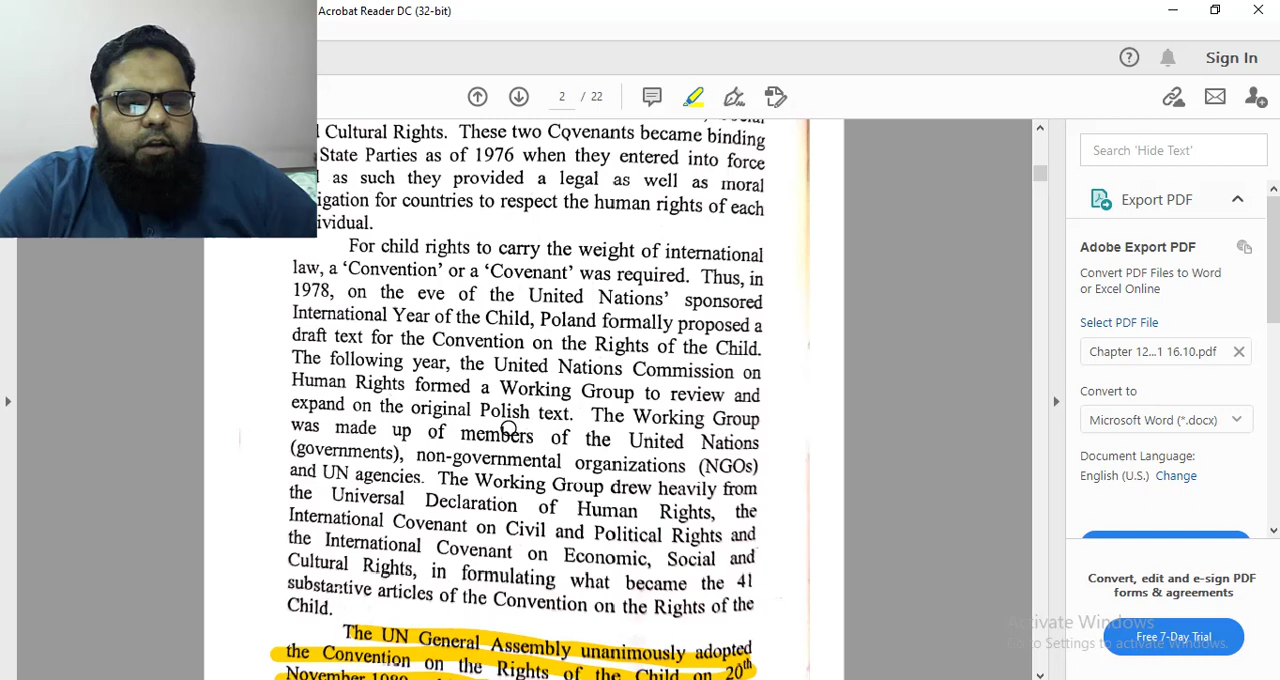 Acrobat Reader DC (32-bit)
Sign In
2 / 22
Search 'Hide Text'
Export PDF
Adobe Export PDF
Convert PDF Files to Word
or Excel Online
Select PDF File
Chapter 12...1 16.10.pdf
Convert to
Microsoft Word (*.docx)
Document Language:
English (U.S.) Change
Convert, edit and e-sign PDF
forms & agreements
Free 7-Day Trial
Activate Windows
Go to Settings to activate Windows.
Cultural Rights. These two Covenants became binding
State Parties as of 1976 when they entered into force
as such they provided a legal as well as moral
igation for countries to respect the human rights of each
ividual.
For child rights to carry the weight of international
law, a ‘Convention’ or a ‘Covenant’ was required. Thus, in
1978, on the eve of the United Nations’ sponsored
International Year of the Child, Poland formally proposed a
draft text for the Convention on the Rights of the Child.
The following year, the United Nations Commission on
Human Rights formed a Working Group to review and
expand on the original Polish text. The Working Group
was made up of members of the United Nations
(governments), non-governmental organizations (NGOs)
and UN agencies. The Working Group drew heavily from
the Universal Declaration of Human Rights, the
International Covenant on Civil and Political Rights and
the International Covenant on Economic, Social and
Cultural Rights, in formulating what became the 41
substantive articles of the Convention on the Rights of the
Child.
The UN General Assembly unanimously adopted
the Convention on the Rights of the Child on 20th
November 1989